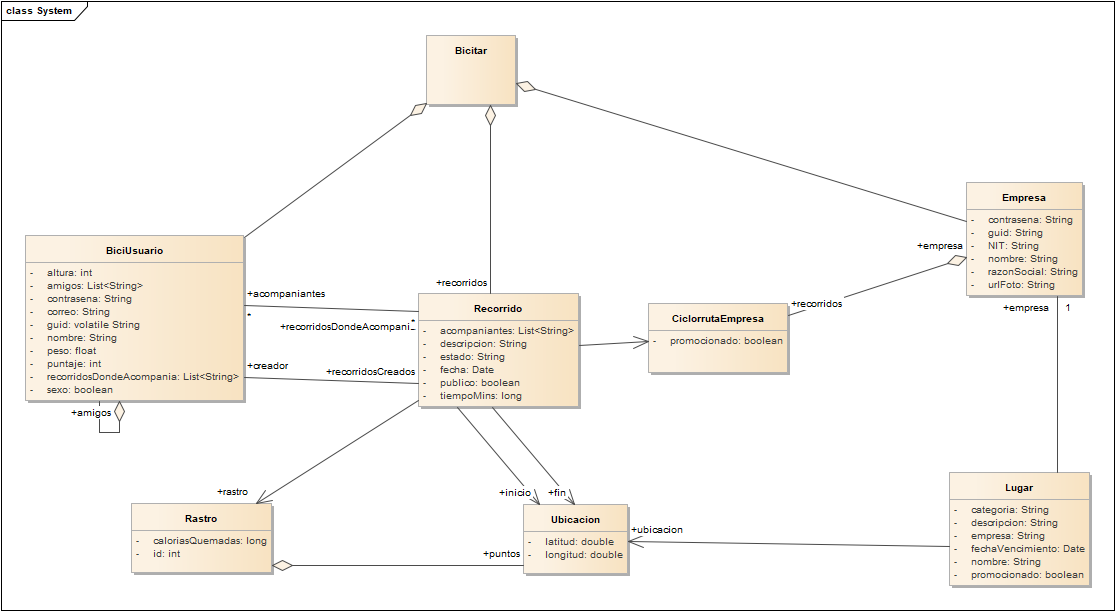 class System
Bicitar
Empresa
- contrasena: String
- guid: String
- NIT: String
- nombre: String
- razonSocial: String
- urlFoto: String
+empresa
+empresa
1
BiciUsuario
- altura: int
- amigos: List<String>
- contrasena: String
- correo: String
- guid: volatile String
- nombre: String
- peso: float
- puntaje: int
- recorridosDondeAcompania: List<String>
- sexo: boolean
+amigos
+acompaniantes
*
+recorridos
*
+recorridosDondeAcompani...
+creador
+recorridosCreados
Recorrido
- acompaniantes: List<String>
- descripcion: String
- estado: String
- fecha: Date
- publico: boolean
- tiempoMins: long
+recorridos
CiclorrutaEmpresa
- promocionado: boolean
+rastro
+inicio
+fin
Rastro
- caloriasQuemadas: long
- id: int
+puntos
Ubicacion
- latitud: double
- longitud: double
+ubicacion
Lugar
- categoria: String
- descripcion: String
- empresa: String
- fechaVencimiento: Date
- nombre: String
- promocionado: boolean